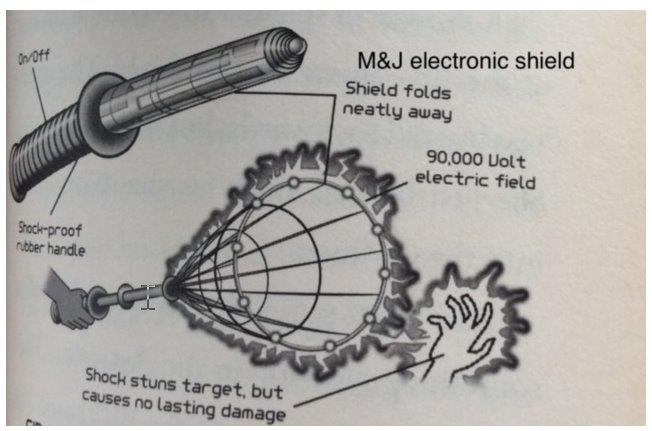 On/Off
M&J electronic shield
Shield folds
neatly away
90,000 Volt
electric field
Shock-proof
rubber handle
Shock stuns target, but
causes no lasting damage